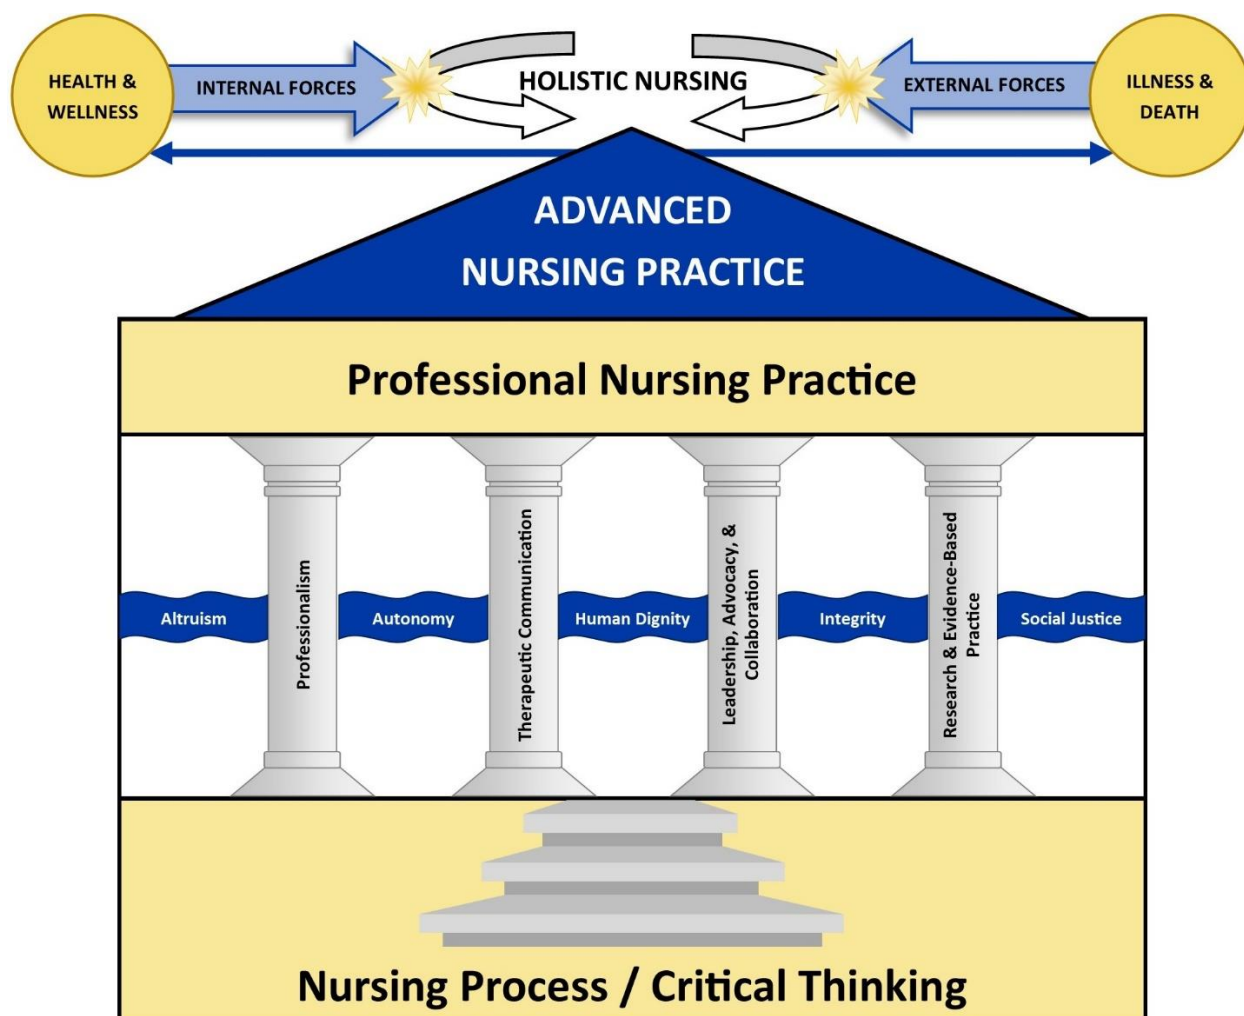 HEALTH &
WELLNESS
INTERNAL FORCES
HOLISTIC NURSING
EXTERNAL FORCES
ILLNESS &
DEATH
ADVANCED
NURSING PRACTICE
Professional Nursing Practice
Altruism
Professionalism
Autonomy
Therapeutic Communication
Human Dignity
Leadership, Advocacy, &
Collaboration
Integrity
Research & Evidence-Based
Practice
Social Justice
Nursing Process / Critical Thinking